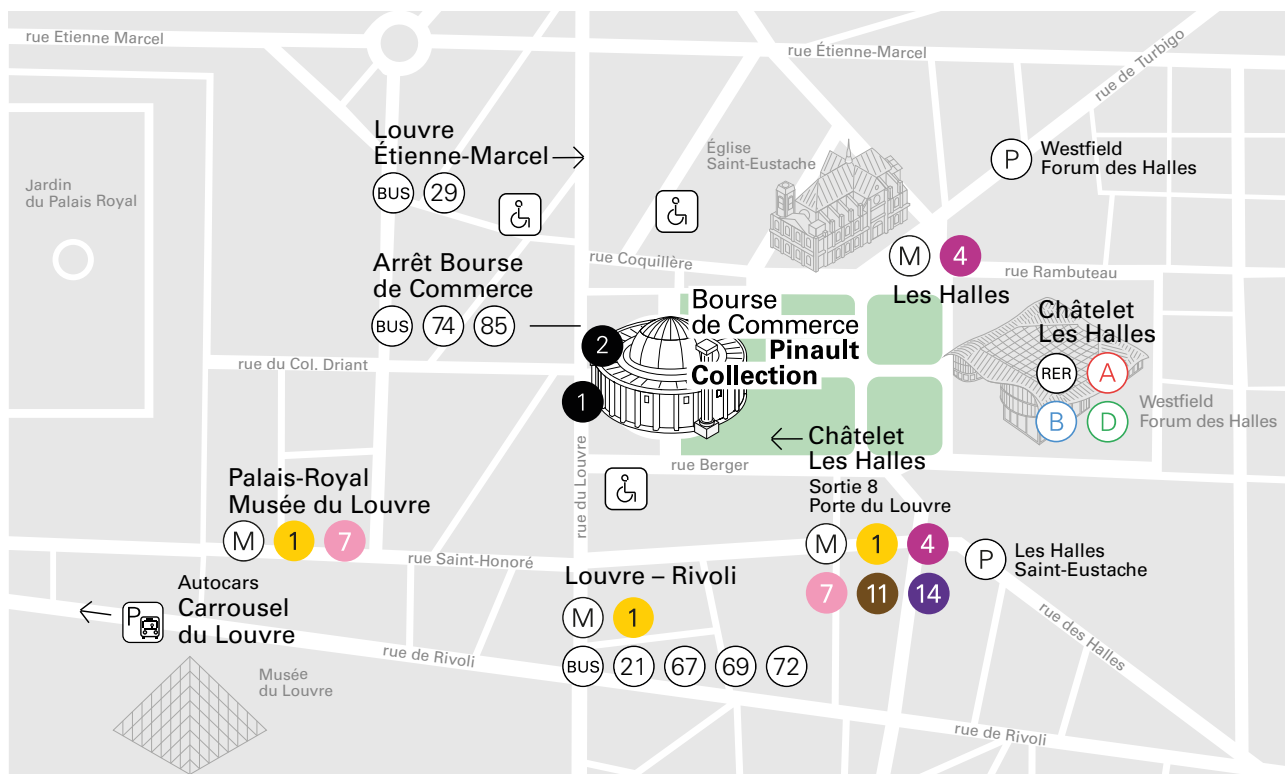 rue Etienne Marcel
rue Étienne-Marcel
rue de Turbigo
Louvre
Étienne-Marcel
BUS 29
Église
Saint-Eustache
P
Westfield
Forum des Halles
Jardin
du Palais Royal
Arrêt Bourse
de Commerce
BUS 74 85
rue Coquillère
M 4
Les Halles
rue Rambuteau
Bourse
de Commerce
Pinault
Collection
2
1
Châtelet
Les Halles
RER A
B D
Westfield
Forum des Halles
rue du Col. Driant
rue du Louvre
rue Berger
Châtelet
Les Halles
Sortie 8
Porte du Louvre
M 1 4
7 11 14
Palais-Royal
Musée du Louvre
M 1 7
rue Saint-Honoré
P
Les Halles
Saint-Eustache
Louvre – Rivoli
M 1
BUS 21 67 69 72
Autocars
P
Carrousel
du Louvre
rue des Halles
rue de Rivoli
Musée
du Louvre
rue de Rivoli